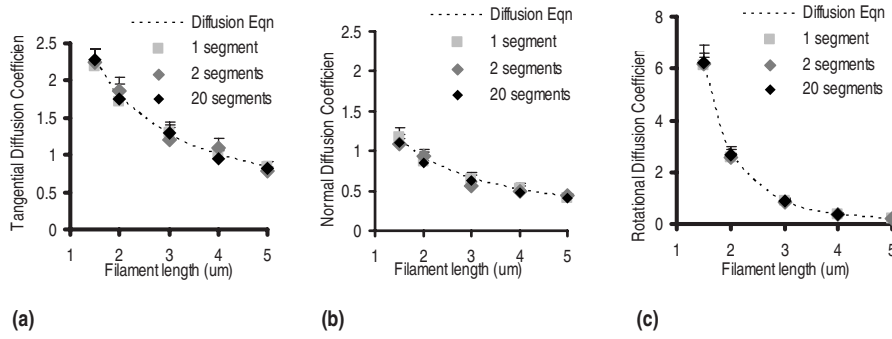 Diffusion Eqn
1 segment
2 segments
20 segments
Tangential Diffusion Coefficien
2.5
2
1.5
1
0.5
0
1 2 3 4 5
Filament length (um)
(a)
Diffusion Eqn
1 segment
2 segments
20 segments
Normal Diffusion Coefficien
2.5
2
1.5
1
0.5
0
1 2 3 4 5
Filament length (um)
(b)
Diffusion Eqn
1 segment
2 segments
20 segments
Rotational Diffusion Coefficien
8
6
4
2
0
1 2 3 4 5
Filament length (um)
(c)